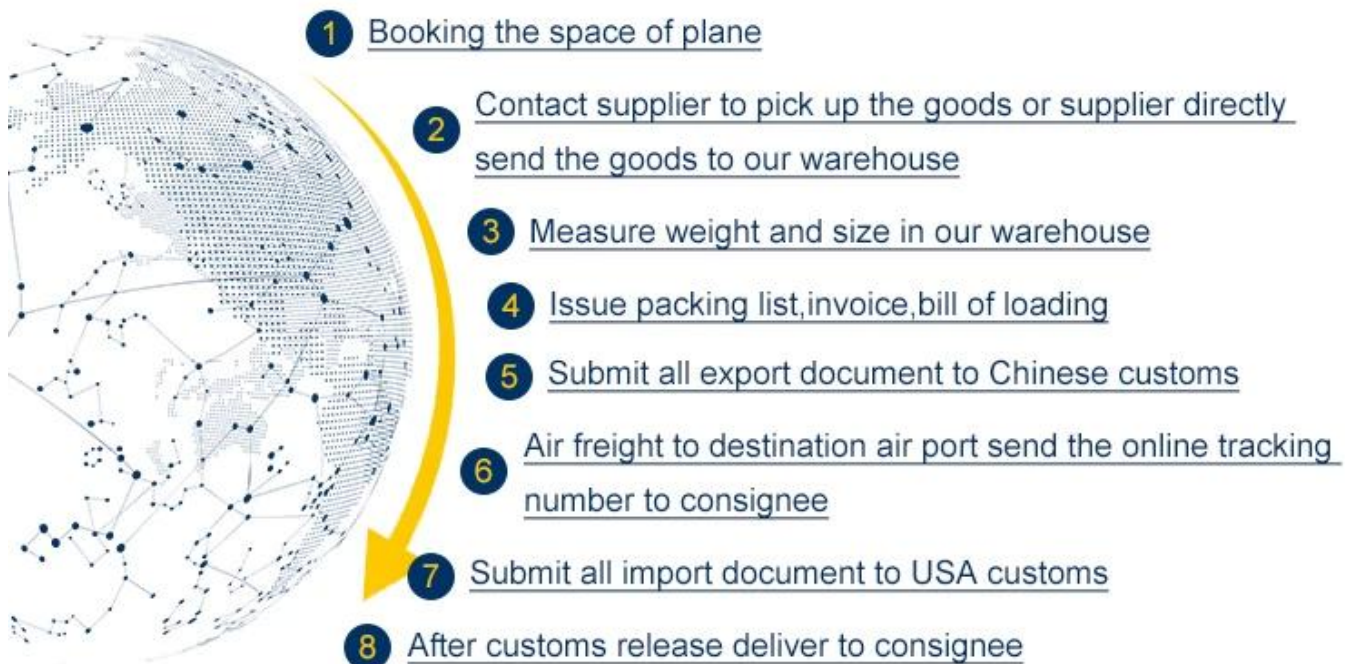 1 Booking the space of plane
2 Contact supplier to pick up the goods or supplier directly
send the goods to our warehouse
3 Measure weight and size in our warehouse
4 Issue packing list,invoice,bill of loading
5 Submit all export document to Chinese customs
6 Air freight to destination air port send the online tracking
number to consignee
7 Submit all import document to USA customs
8 After customs release deliver to consignee